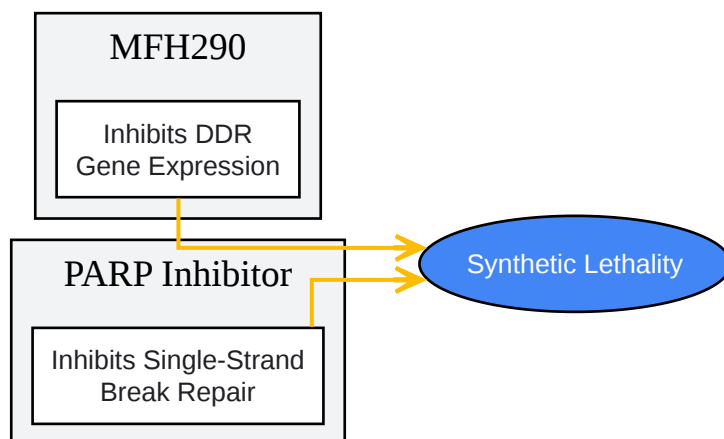 MFH290
Inhibits DDR
Gene Expression
PARP Inhibitor
Inhibits Single-Strand
Break Repair
Synthetic Lethality